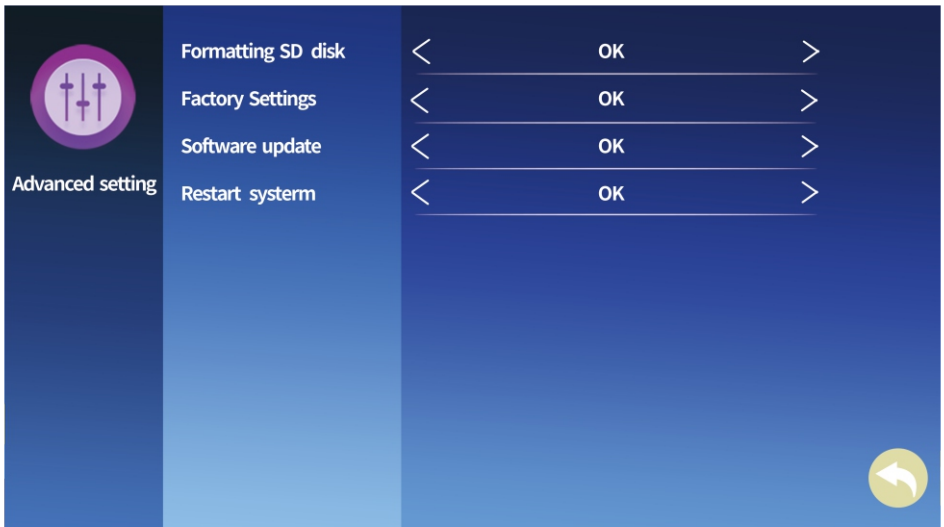 Formatting SD disk < OK >
Factory Settings < OK >
Software update < OK >
Advanced setting
Restart systerm < OK >